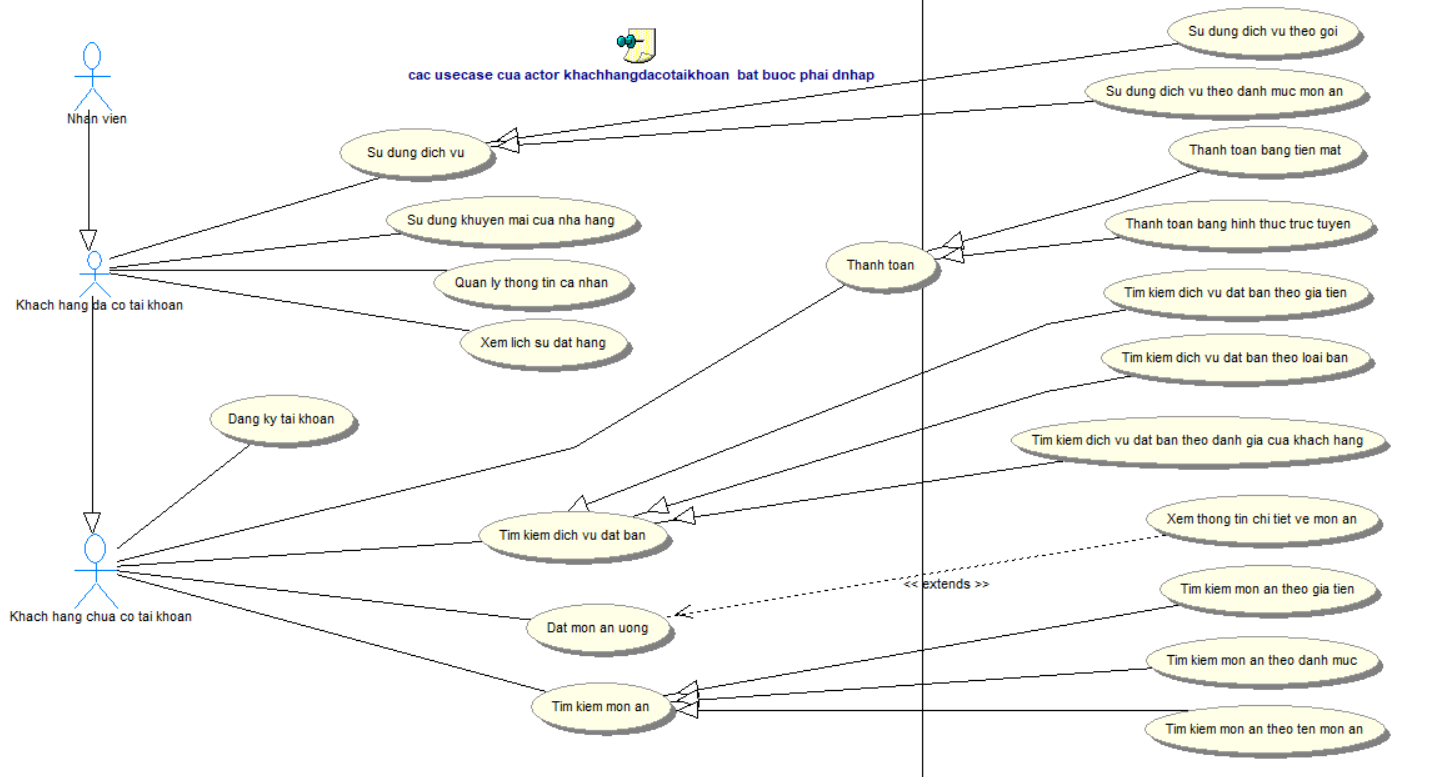 Su dung dich vu theo goi
cac usecase cua actor khachhangdacotaikhoan bat buoc phai dnhap
Su dung dich vu theo danh muc mon an
Nhan vien
Su dung dich vu
Thanh toan bang tien mat
Su dung khuyen mai cua nha hang
Thanh toan bang hinh thuc truc tuyen
Thanh toan
Quan ly thong tin ca nhan
Tim kiem dich vu dat ban theo gia tien
Khach hang da co tai khoan
Xem lich su dat hang
Tim kiem dich vu dat ban theo loai ban
Dang ky tai khoan
Tim kiem dich vu dat ban theo danh gia cua khach hang
Tim kiem dich vu dat ban
Xem thong tin chi tiet ve mon an
<< extends >>
Tim kiem mon an theo gia tien
Khach hang chua co tai khoan
Dat mon an uong
Tim kiem mon an theo danh muc
Tim kiem mon an
Tim kiem mon an theo ten mon an